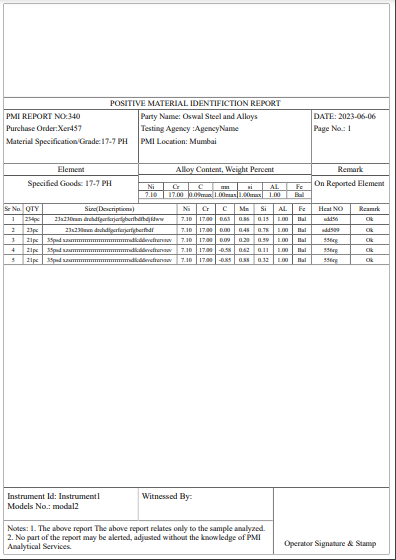 POSITIVE MATERIAL IDENTIFICTION REPORT
PMI REPORT NO:340 Party Name: Oswal Steel and Alloys DATE: 2023-06-06
Purchase Order:Xer457 Testing Agency :AgencyName Page No.: 1
Material Specification/Grade:17-7 PH PMI Location: Mumbai
Element Alloy Content, Weight Percent Remark
Specified Goods: 17-7 PH On Reported Element
Ni Cr C mn si AL Fe
7.10 17.00 0.09max 1.00max 1.00max 1.00 Bal
Sr No. QTY Size(Descriptions) Ni Cr C Mn Si AL Fe Heat NO Reamrk
1 234pc 7.10 17.00 0.63 0.86 0.15 1.00 Bal sdd56 Ok
2 23pc 23x230mm 7.10 17.00 0.00 0.48 0.78 1.00 Bal sdd509 Ok
3 21pc 35psd 7.10 17.00 0.09 0.20 0.59 1.00 Bal 556rg Ok
4 21pc 35psd 7.10 17.00 -0.58 0.62 0.11 1.00 Bal 556rg Ok
5 21pc 35psd 7.10 17.00 -0.85 0.88 0.32 1.00 Bal 556rg Ok
Instrument Id: Instrument1 Witnessed By:
Models No.: modal2
Notes: 1. The above report The above report relates only to the sample analyzed.
2. No part of the report may be alerted, adjusted without the knowledge of PMI
Analytical Services.
Operator Signature & Stamp